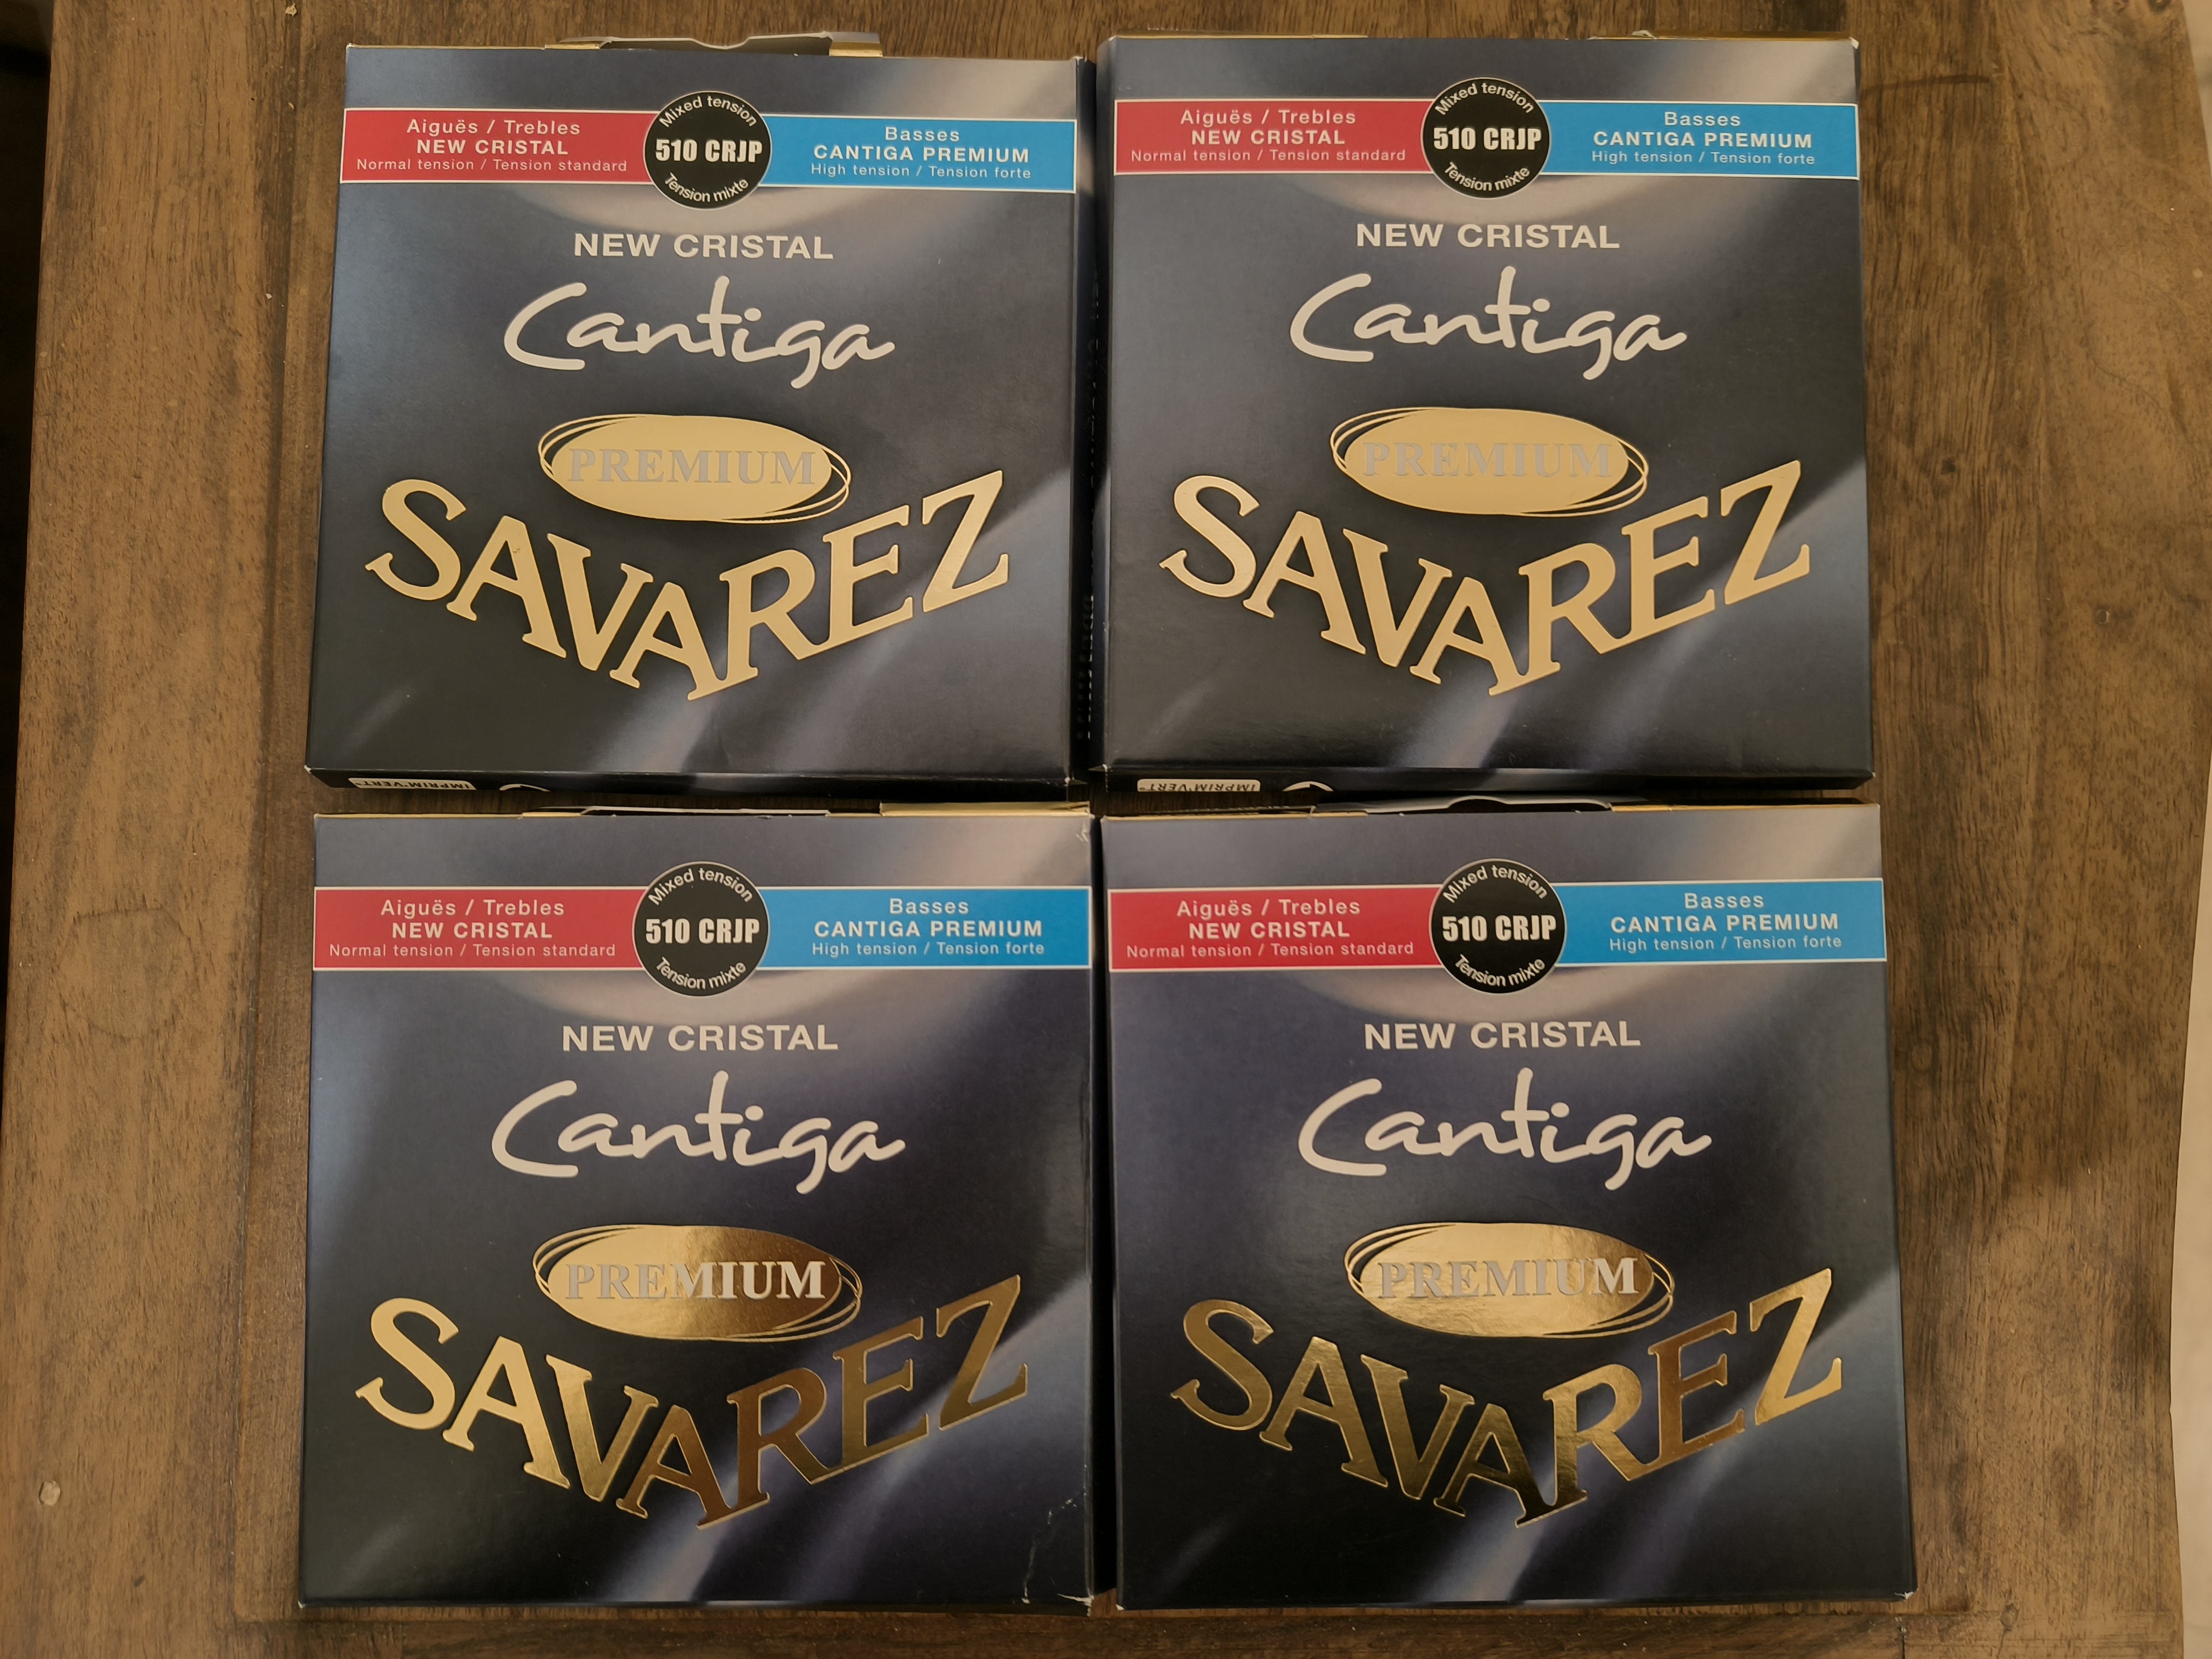 Aiguës / Trebles
NEW CRISTAL
Normal tension / Tension standard
Mixed tension
510 CRJP
Tension mixte
Basses
CANTIGA PREMIUM
High tension / Tension forte
NEW CRISTAL
Cantiga
PREMIUM
SAVAREZ
IMPRIM'VERT
Aiguës / Trebles
NEW CRISTAL
Normal tension / Tension standard
Mixed tension
510 CRJP
Tension mixte
Basses
CANTIGA PREMIUM
High tension / Tension forte
NEW CRISTAL
Cantiga
PREMIUM
SAVAREZ
IMPRIM'VERT
Aiguës / Trebles
NEW CRISTAL
Normal tension / Tension standard
Mixed tension
510 CRJP
Tension mixte
Basses
CANTIGA PREMIUM
High tension / Tension forte
NEW CRISTAL
Cantiga
PREMIUM
SAVAREZ
Aiguës / Trebles
NEW CRISTAL
Normal tension / Tension standard
Mixed tension
510 CRJP
Tension mixte
Basses
CANTIGA PREMIUM
High tension / Tension forte
NEW CRISTAL
Cantiga
PREMIUM
SAVAREZ